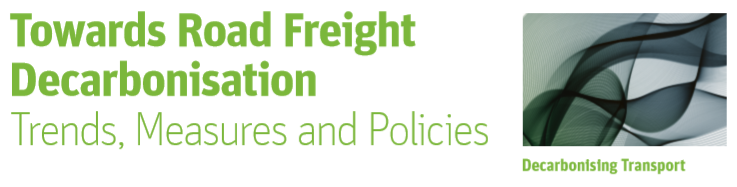 Towards Road Freight
Decarbonisation
Trends, Measures and Policies
Decarbonising Transport